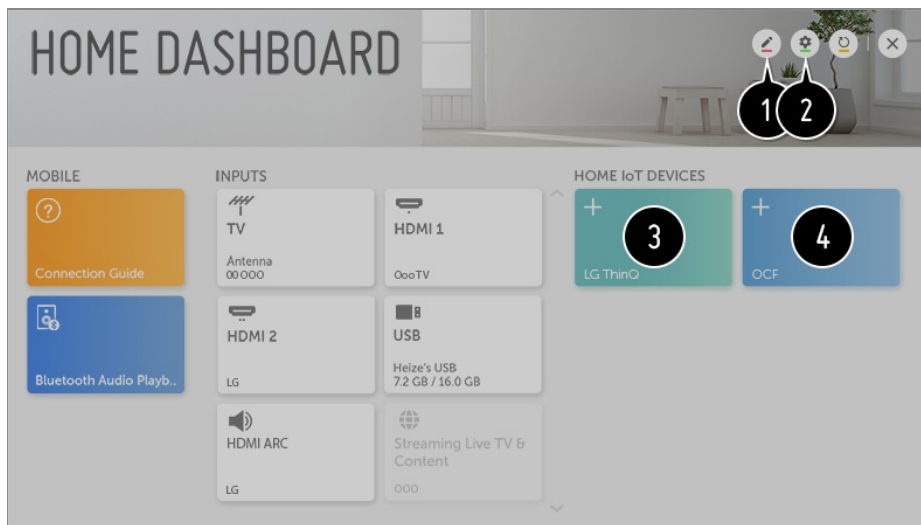 HOME DASHBOARD
1 2
MOBILE
Connection Guide
Bluetooth Audio Playb..
INPUTS
TV
Antenna
00 000
HDMI 1
OooTV
HDMI 2
LG
USB
Heize's USB
7.2 GB / 16.0 GB
HDMI ARC
LG
Streaming Live TV &
Content
000
HOME IoT DEVICES
3
LG ThinQ
4
OCF